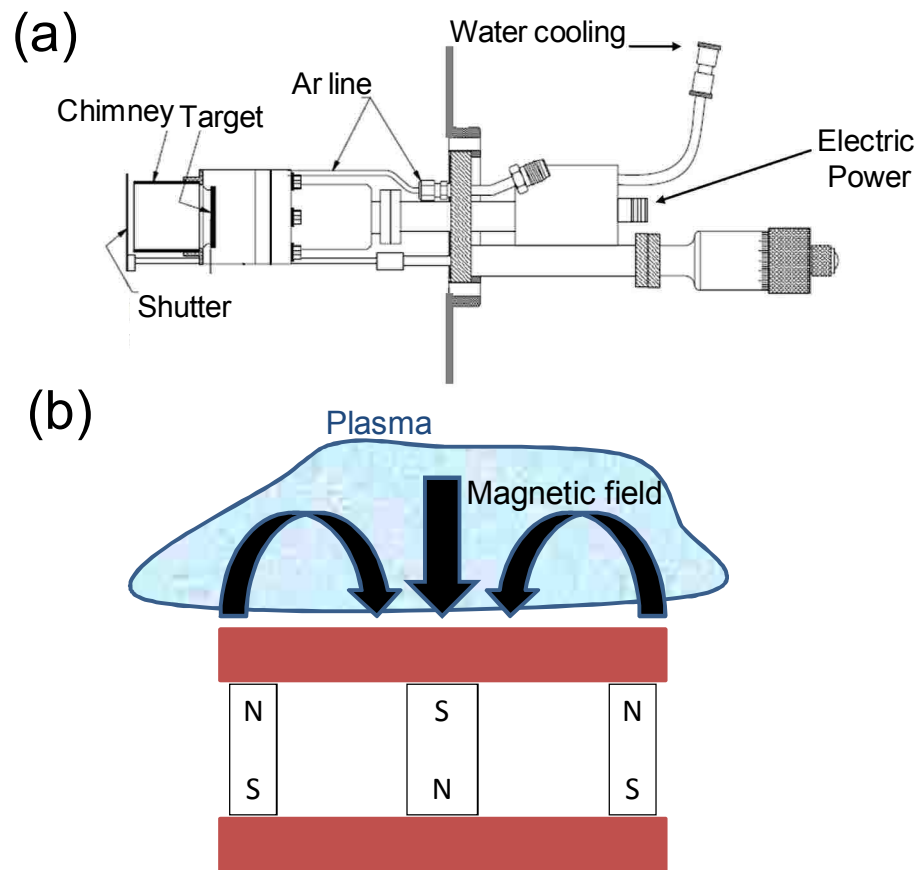 (a)
Water cooling
Ar line
Chimney
Target
Electric
Power
Shutter
(b)
Plasma
Magnetic field
N S N
S N S